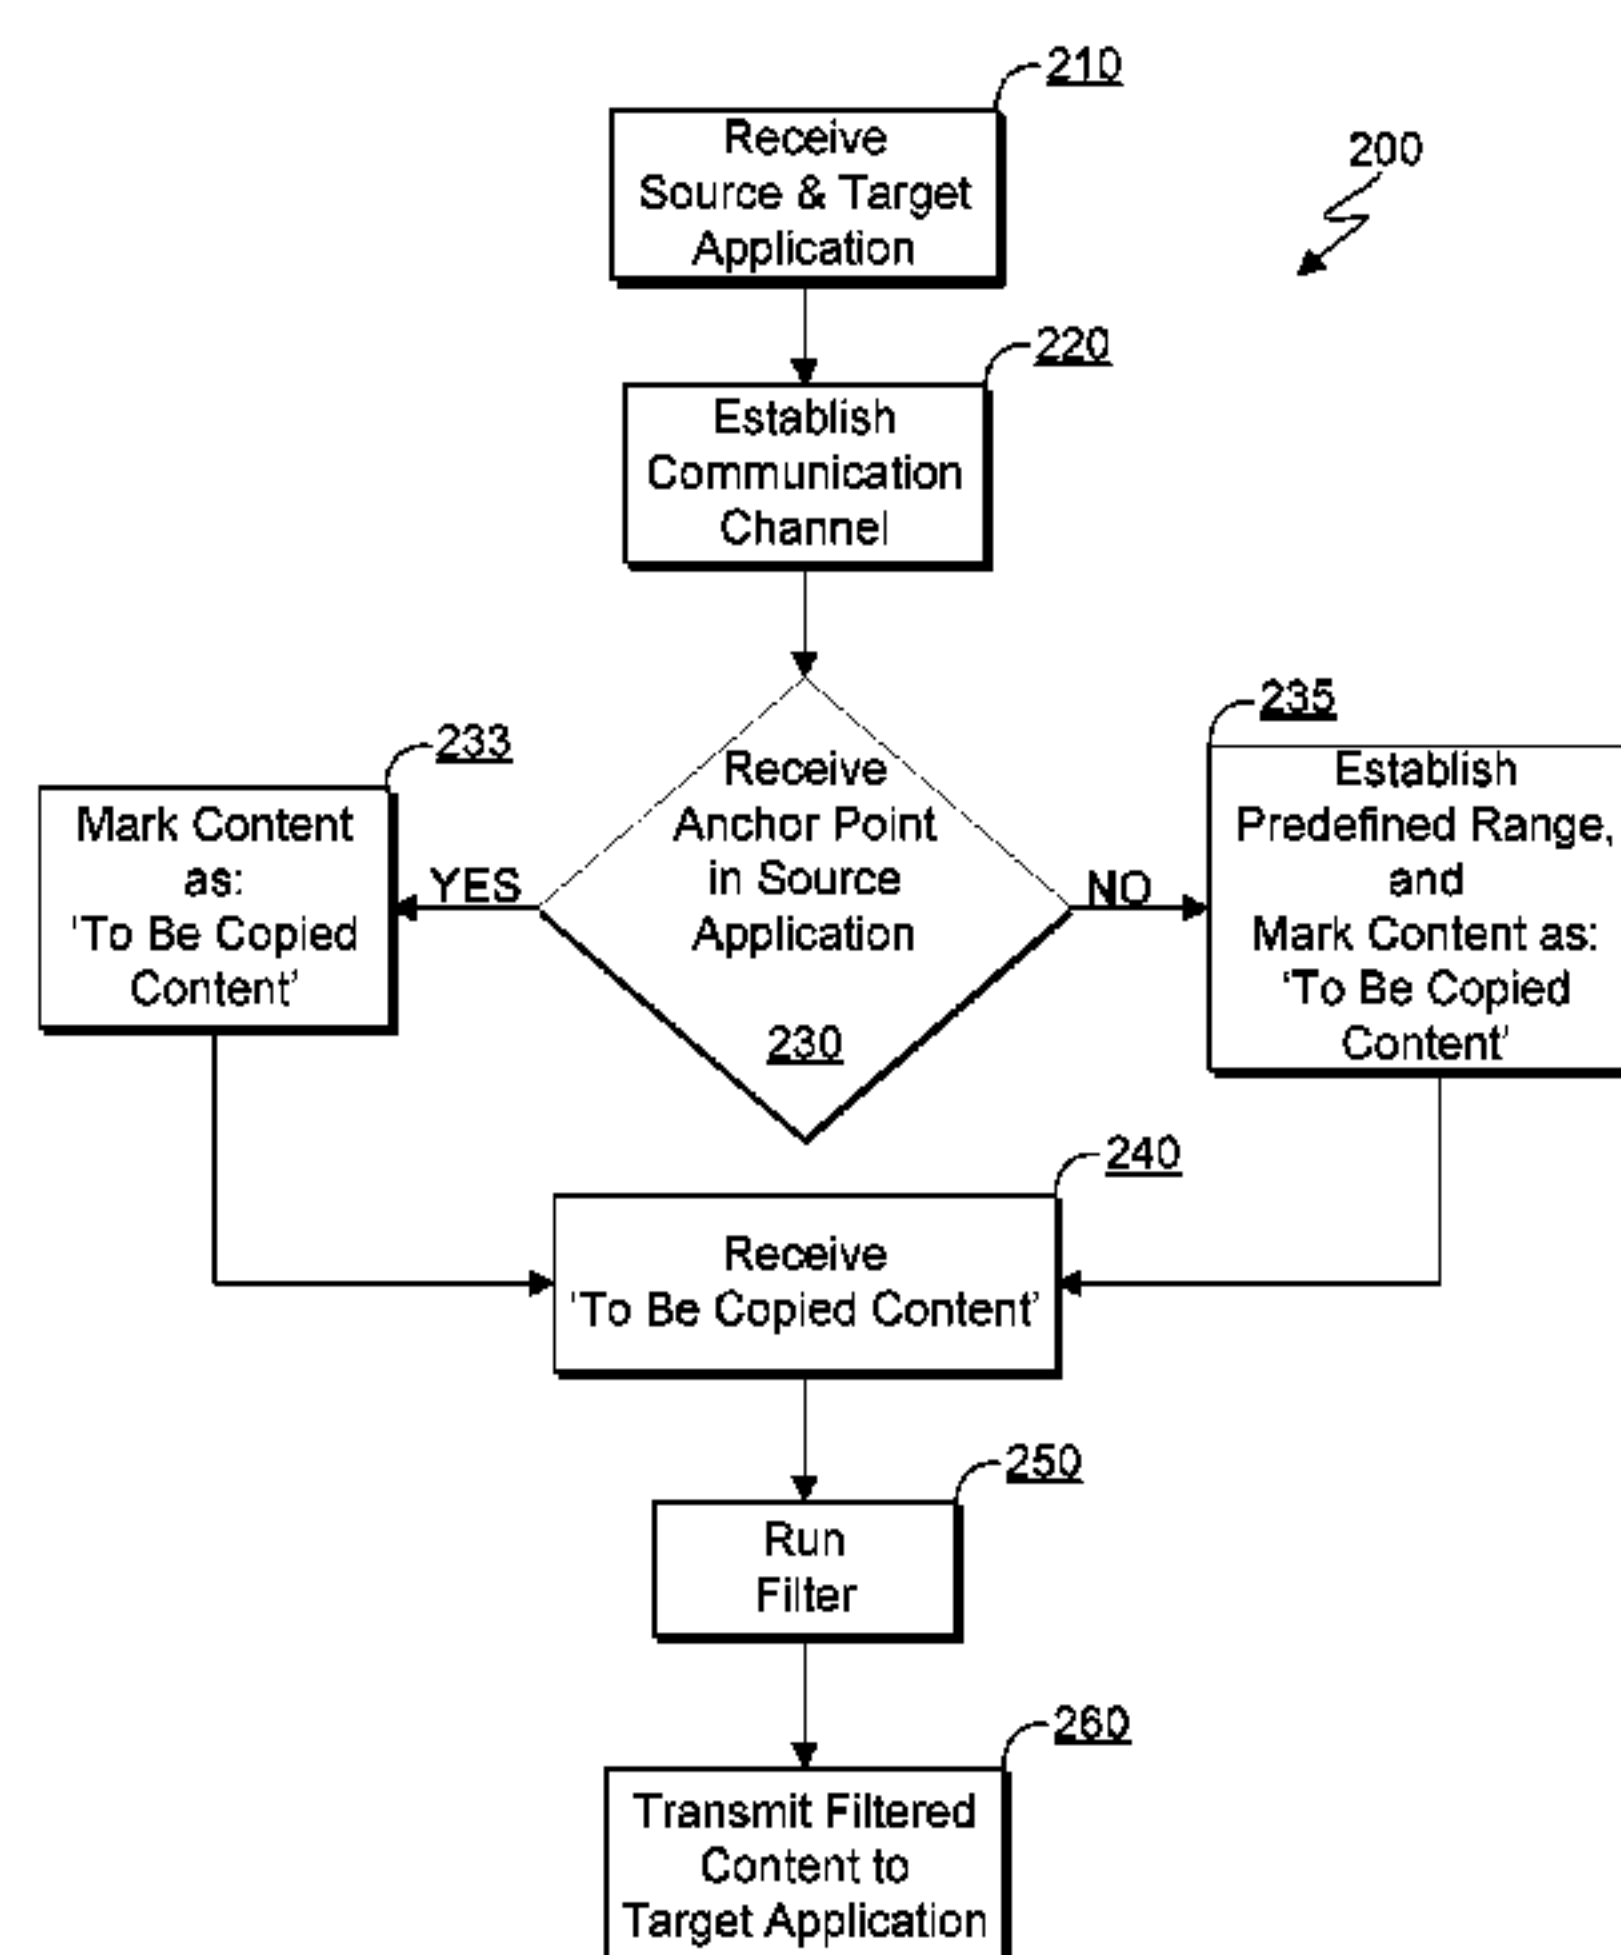 210
Receive
Source & Target
Application
200
220
Establish
Communication
Channel
230
Receive
Anchor Point
in Source
Application
YES
NO
233
Mark Content
as:
'To Be Copied
Content'
235
Establish
Predefined Range,
and
Mark Content as:
'To Be Copied
Content'
240
Receive
'To Be Copied Content'
250
Run
Filter
260
Transmit Filtered
Content to
Target Application